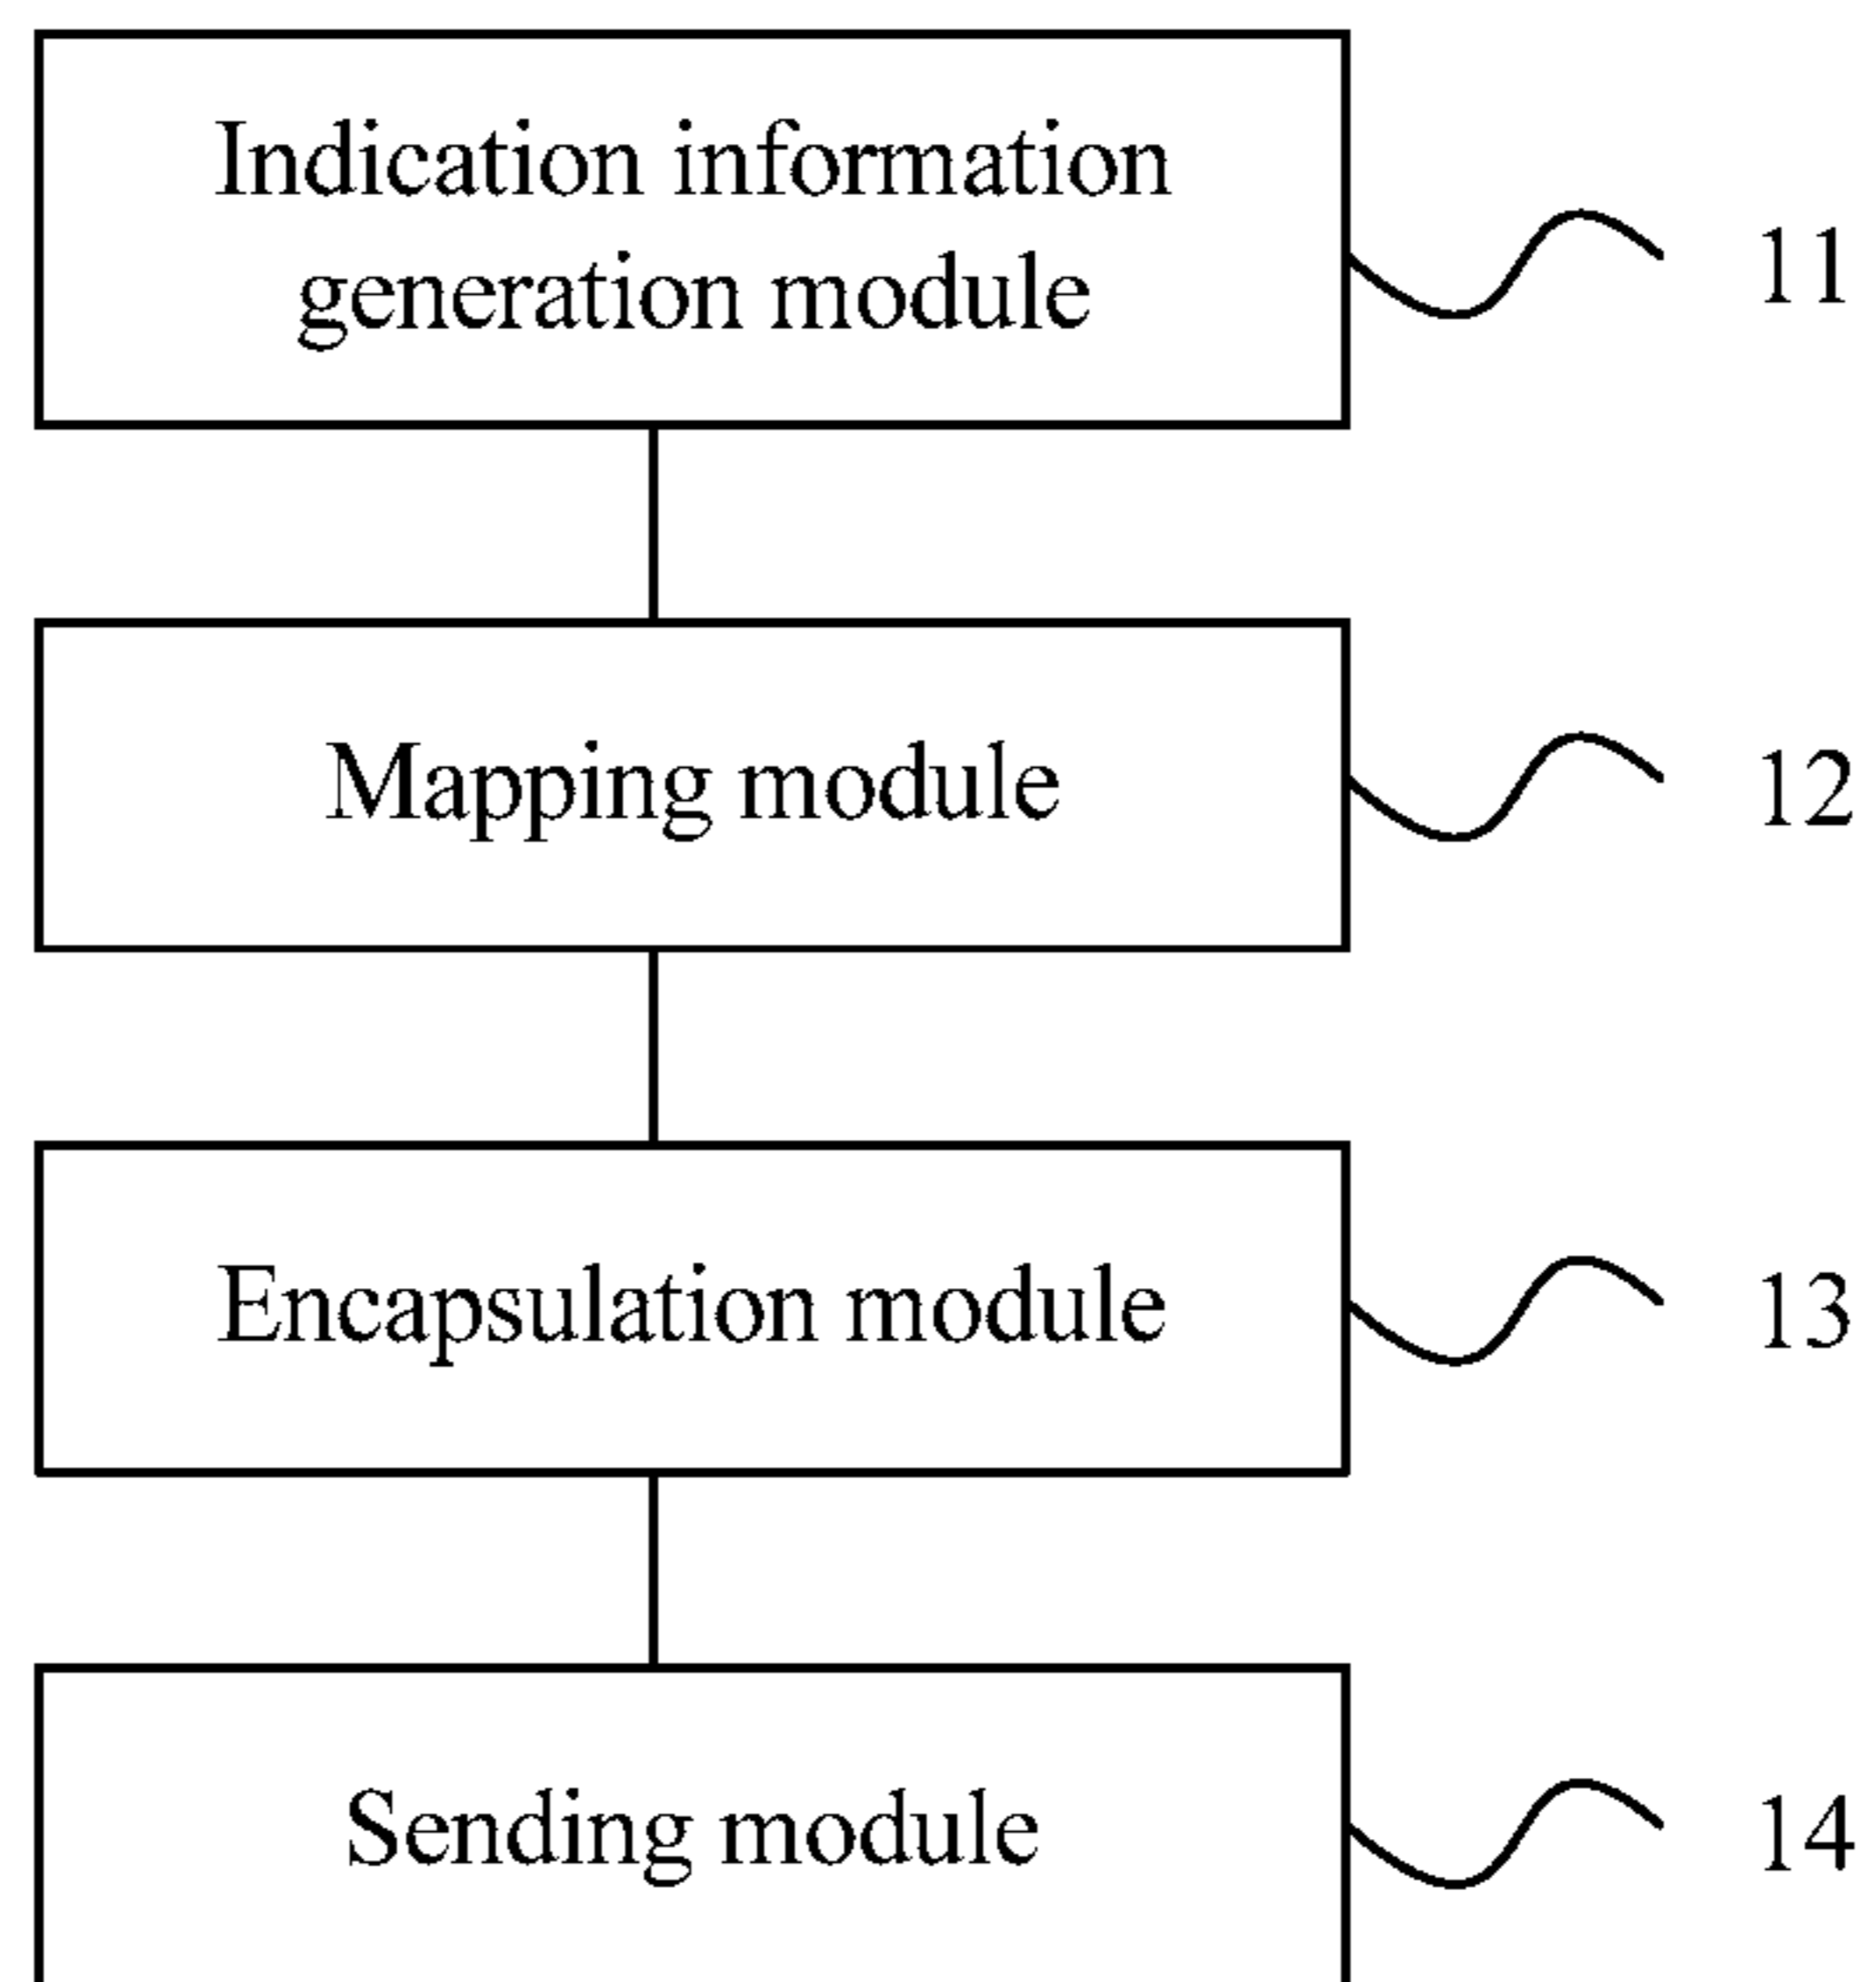 Indication information
generation module
11
Mapping module
12
Encapsulation module
13
Sending module
14